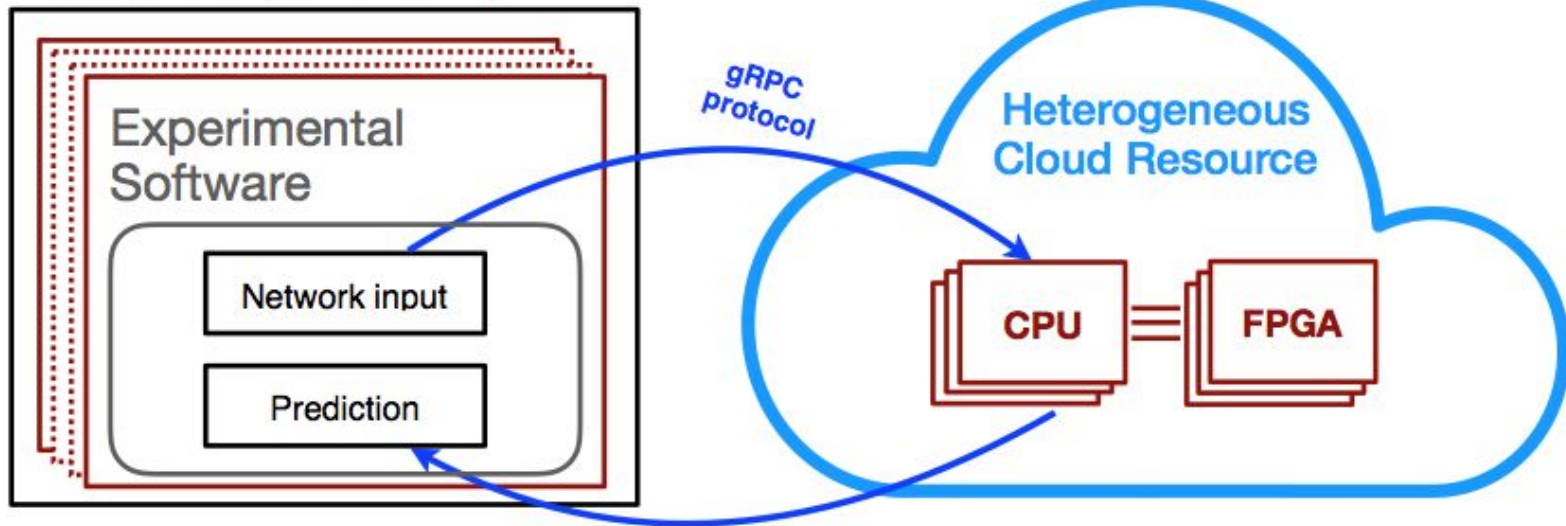 Experimental
Software
Network input
Prediction
gRPC
protocol
Heterogeneous
Cloud Resource
CPU
FPGA